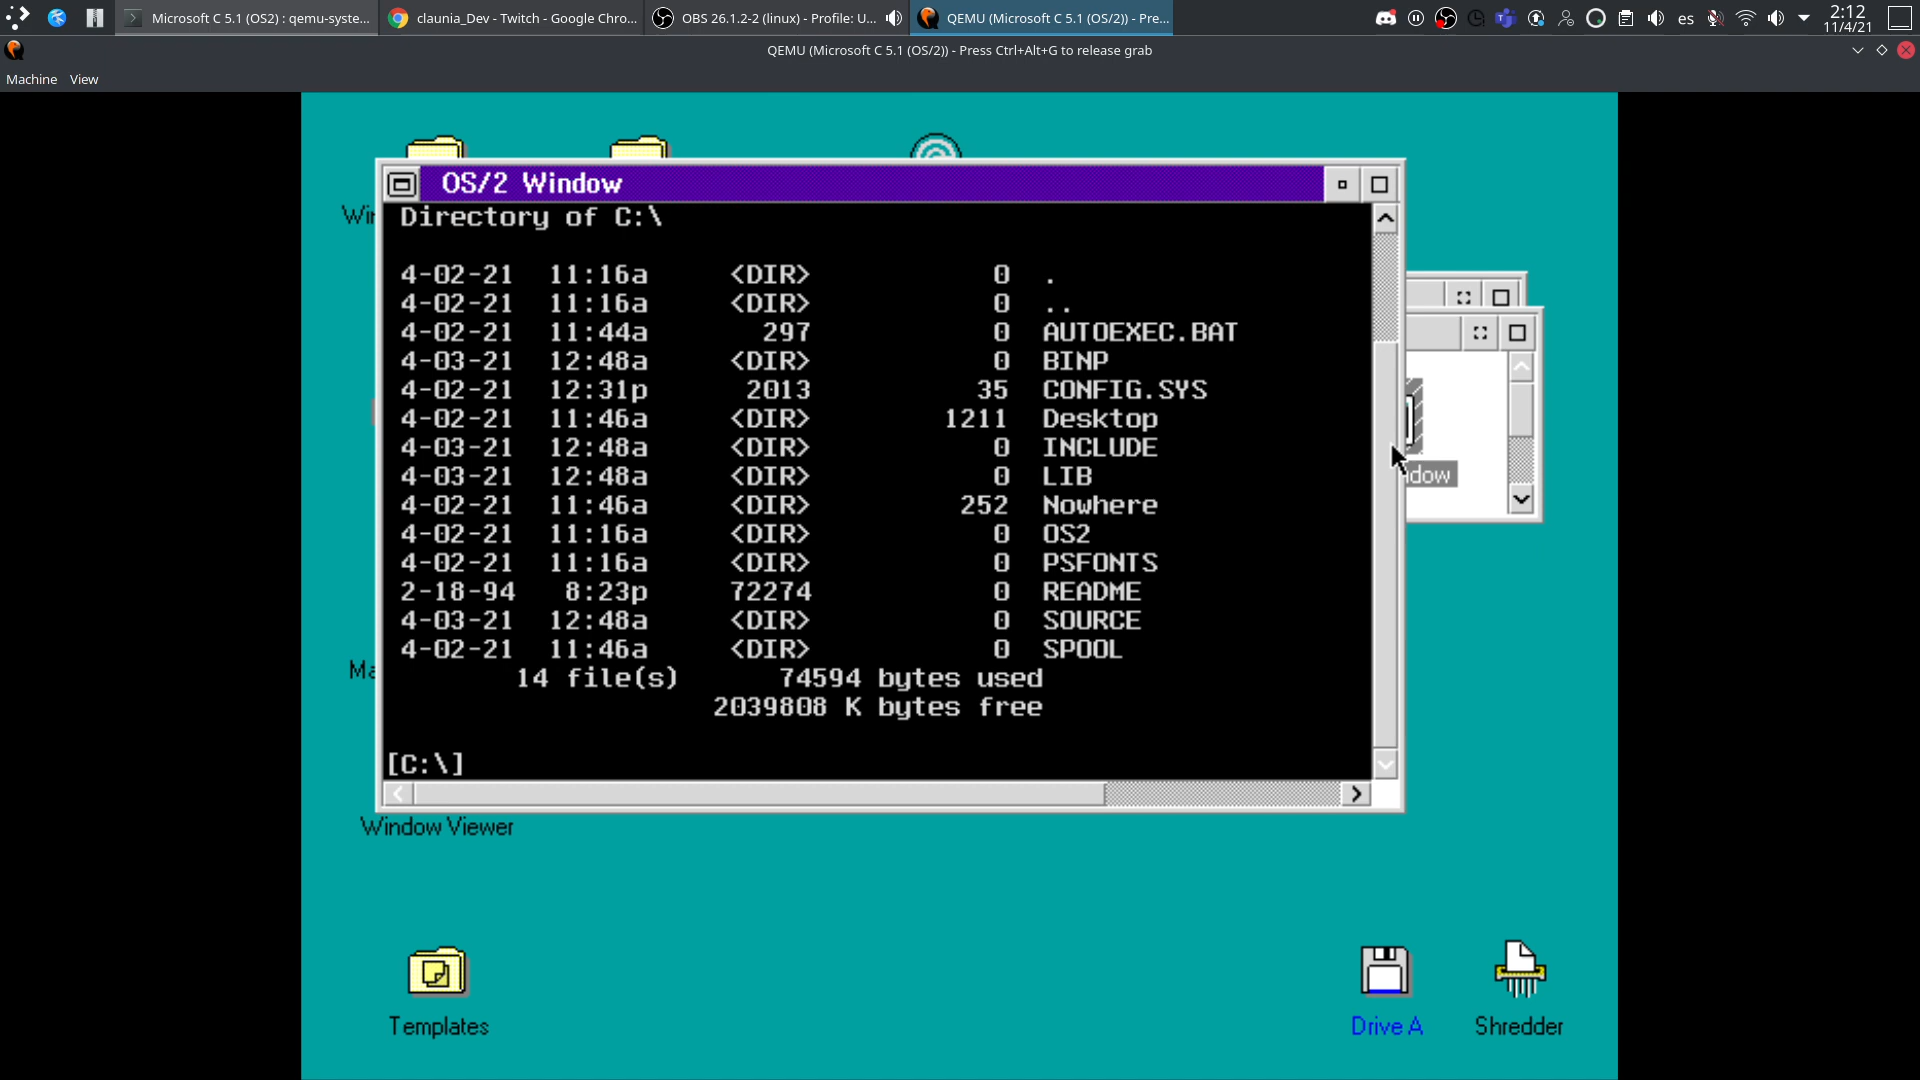 Microsoft C 5.1 (OS2) : qemu-syste...
claunia_Dev - Twitch - Google Chro...
OBS 26.1.2-2 (linux) - Profile: U...
QEMU (Microsoft C 5.1 (OS/2)) - Pre...
es
2:12
11/4/21
QEMU (Microsoft C 5.1 (OS/2)) - Press Ctrl+Alt+G to release grab
Machine View
OS/2 Window
Directory of C:\
4-02-21 11:16a <DIR> 0 .
4-02-21 11:16a <DIR> 0 ..
4-02-21 11:44a 297 0 AUTOEXEC.BAT
4-03-21 12:48a <DIR> 0 BINP
4-02-21 12:31p 2013 35 CONFIG.SYS
4-02-21 11:46a <DIR> 1211 Desktop
4-03-21 12:48a <DIR> 0 INCLUDE
4-03-21 12:48a <DIR> 0 LIB
4-02-21 11:46a <DIR> 252 Nowhere
4-02-21 11:16a <DIR> 0 OS2
4-02-21 11:16a <DIR> 0 PSFONTS
2-18-94 8:23p 72274 0 README
4-03-21 12:48a <DIR> 0 SOURCE
4-02-21 11:46a <DIR> 0 SPOOL
14 file(s) 74594 bytes used
2039808 K bytes free
[C:\]
Window Viewer
Templates
Drive A
Shredder